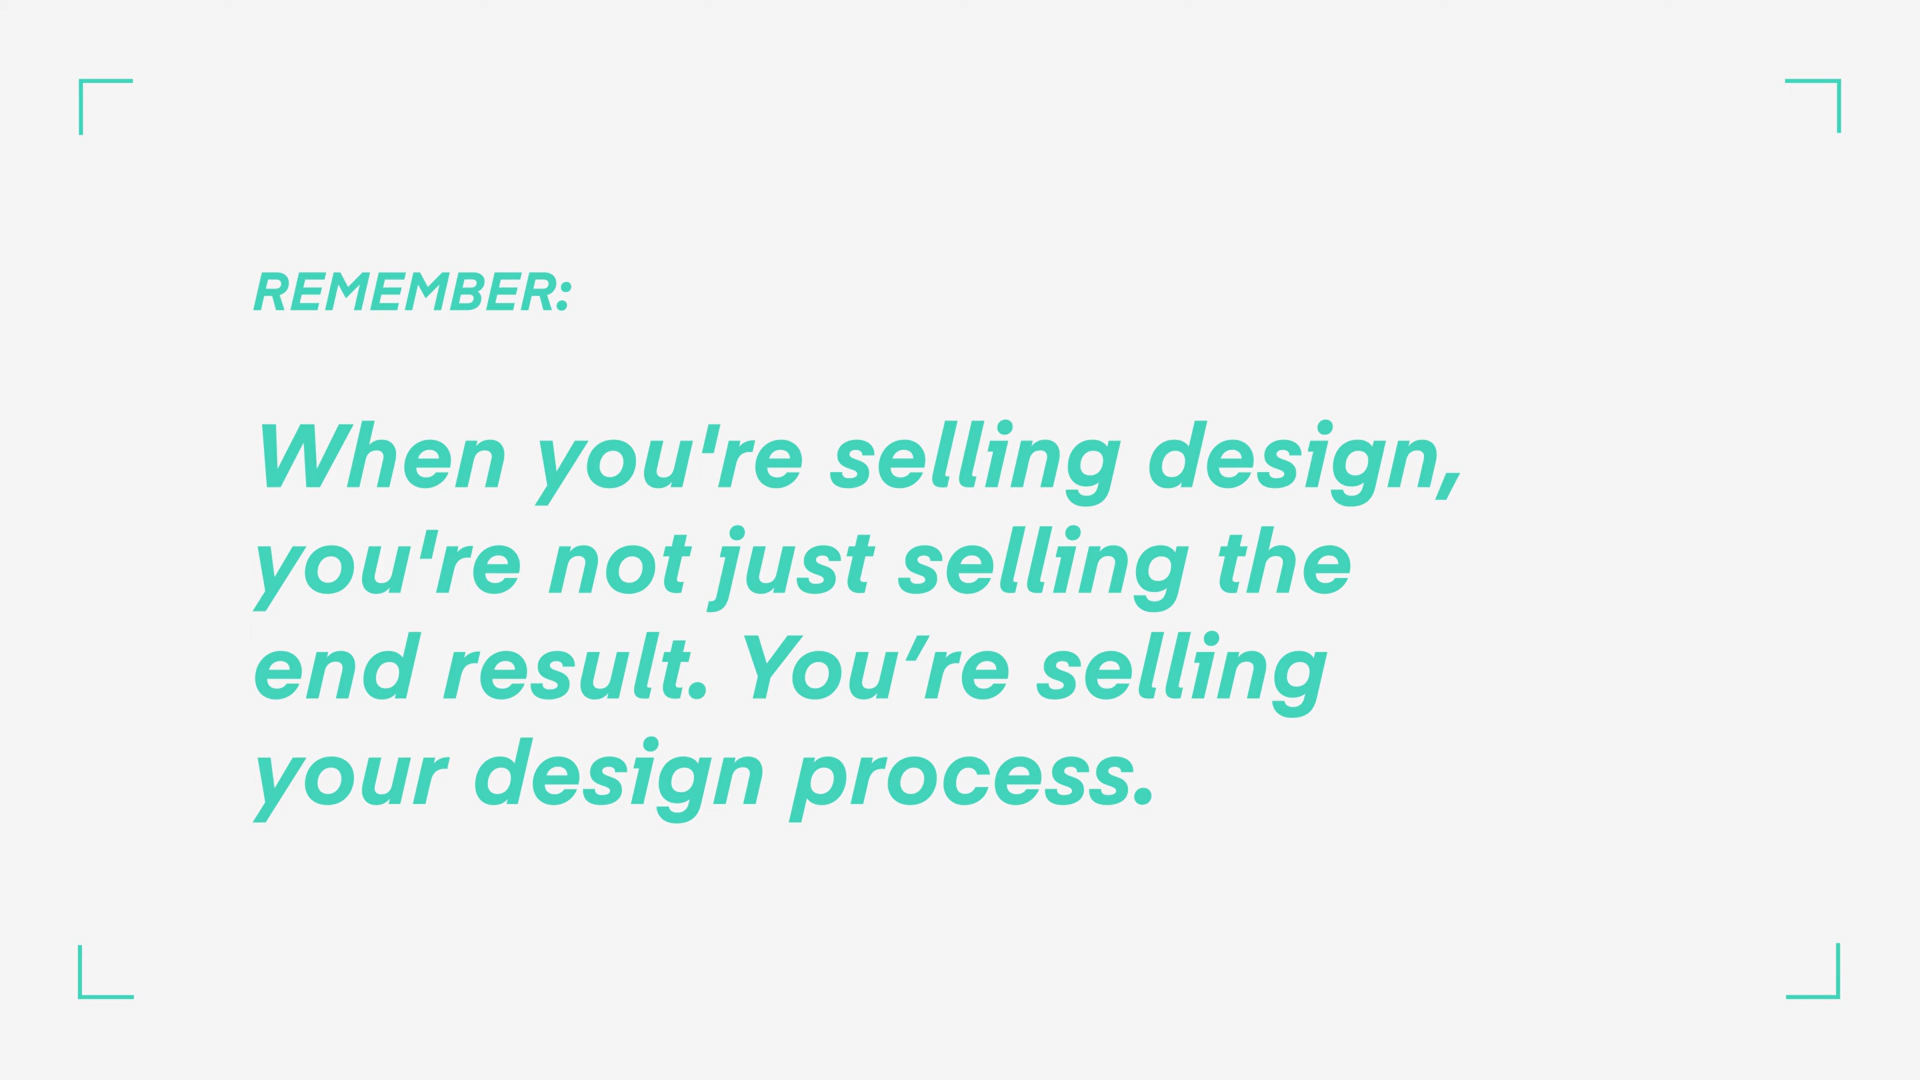 REMEMBER:
When you're selling design,
you're not just selling the
end result. You’re selling
your design process.